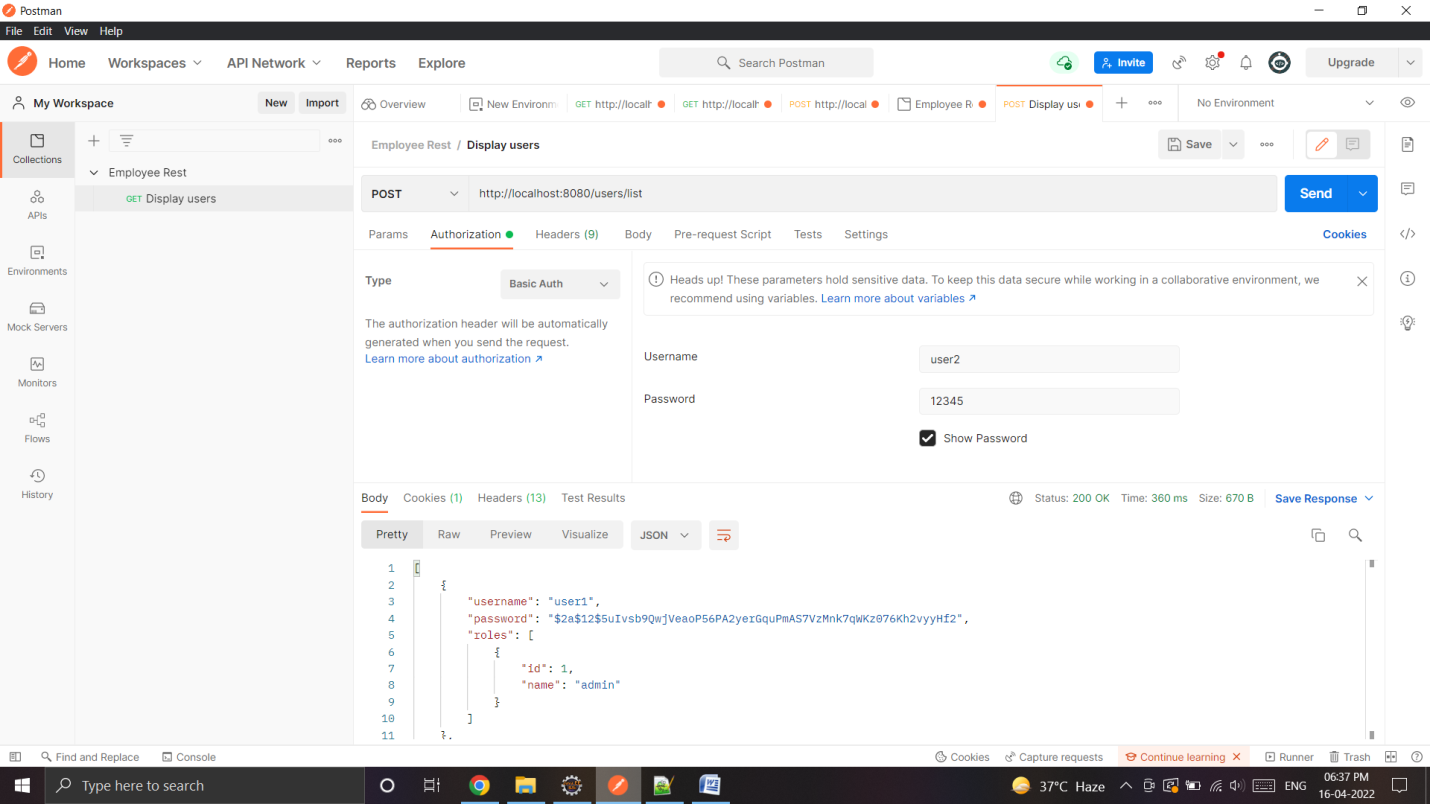 Postman
File Edit View Help
Home Workspaces API Network Reports Explore
Search Postman
Invite
Upgrade
My Workspace
New Import
Overview
New Environm
GET http://localh
GET http://localh
POST http://local
Employee R
POST Display use
No Environment
Collections
APIs
Environments
Mock Servers
Monitors
Flows
History
Employee Rest
GET Display users
Employee Rest / Display users
Save
POST http://localhost:8080/users/list
Send
Params Authorization Headers (9) Body Pre-request Script Tests Settings
Cookies
Type Basic Auth
The authorization header will be automatically
generated when you send the request.
Learn more about authorization ↗
Heads up! These parameters hold sensitive data. To keep this data secure while working in a collaborative environment, we
recommend using variables. Learn more about variables ↗
Username user2
Password 12345
Show Password
Body Cookies (1) Headers (13) Test Results
Status: 200 OK Time: 360 ms Size: 670 B Save Response
Pretty Raw Preview Visualize JSON
1 [
2 {
3 "username": "user1",
4 "password": "$2a$12$5uIvsb9QwjVeaoP56PA2yerGquPmAS7VzMnk7qWKz076Kh2vyyHf2",
5 "roles": [
6 {
7 "id": 1,
8 "name": "admin"
9 }
10 ]
11 },
Find and Replace Console
Cookies Capture requests Continue learning Runner Trash
Type here to search
37°C Haze
ENG
06:37 PM
16-04-2022